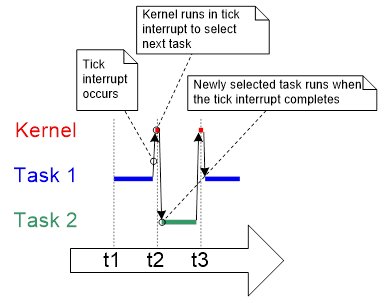 Kernel runs in tick
interrupt to select
next task
Tick
interrupt
occurs
Newly selected task runs when
the tick interrupt completes
Kernel
Task 1
Task 2
t1 t2 t3